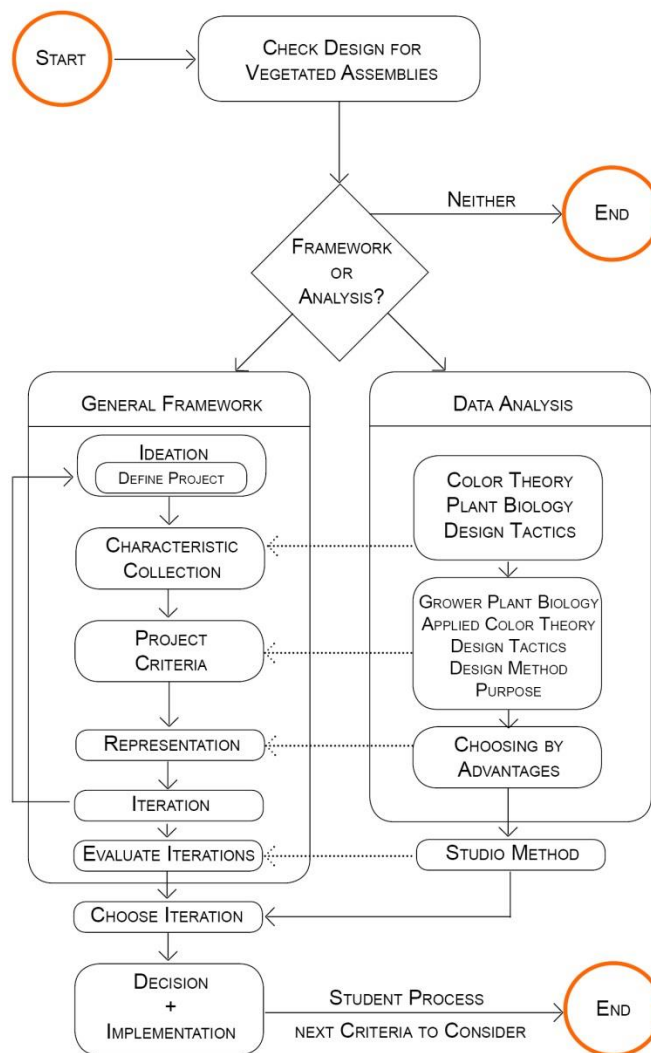 Start
Check Design for
Vegetated Assemblies
Neither
End
Framework
or
Analysis?
General Framework
Ideation
Define Project
Characteristic
Collection
Project
Criteria
Representation
Iteration
Evaluate Iterations
Data Analysis
Color Theory
Plant Biology
Design Tactics
Grower Plant Biology
Applied Color Theory
Design Tactics
Design Method
Purpose
Choosing by
Advantages
Studio Method
Choose Iteration
Decision
+
Implementation
Student Process
next Criteria to Consider
End